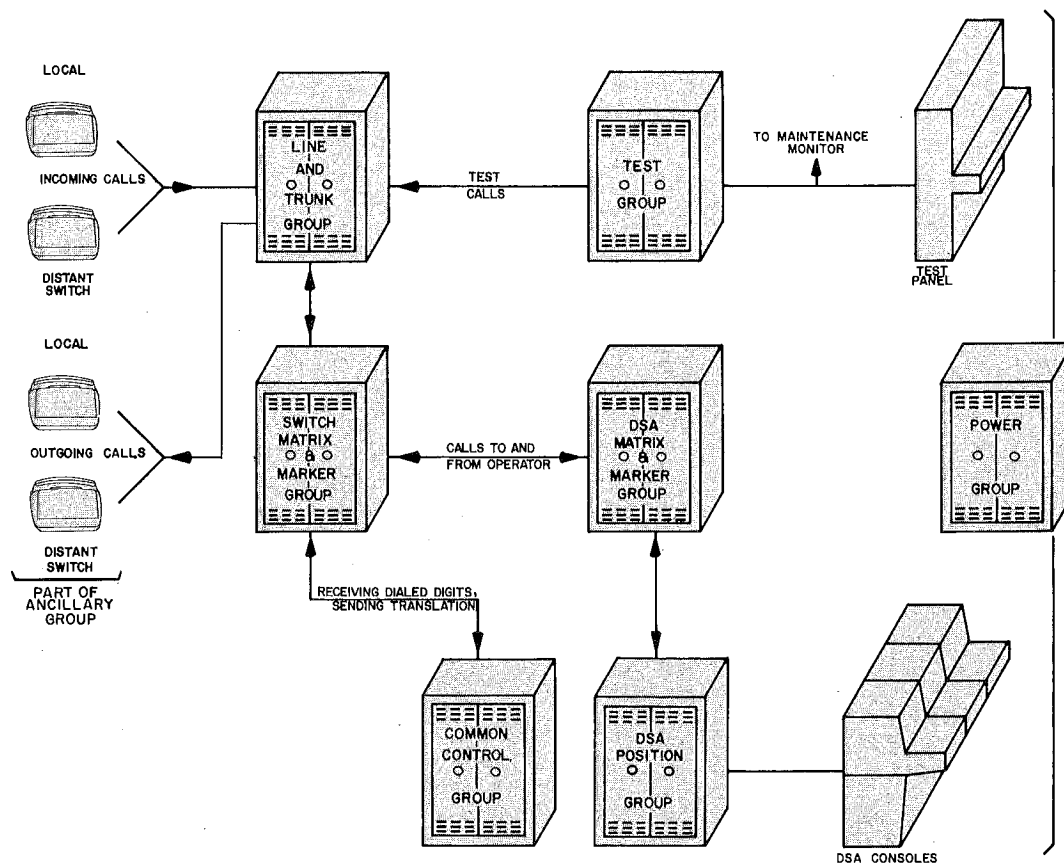 LOCAL
INCOMING CALLS
DISTANT
SWITCH
LINE
AND
TRUNK
GROUP
TEST
CALLS
TEST
GROUP
TO MAINTENANCE
MONITOR
TEST
PANEL
LOCAL
OUTGOING CALLS
DISTANT
SWITCH
PART OF
ANCILLARY
GROUP
SWITCH
MATRIX
&
MARKER
GROUP
CALLS TO AND
FROM OPERATOR
DSA
MATRIX
&
MARKER
GROUP
POWER
GROUP
RECEIVING DIALED DIGITS,
SENDING TRANSLATION
COMMON
CONTROL
GROUP
DSA
POSITION
GROUP
DSA CONSOLES